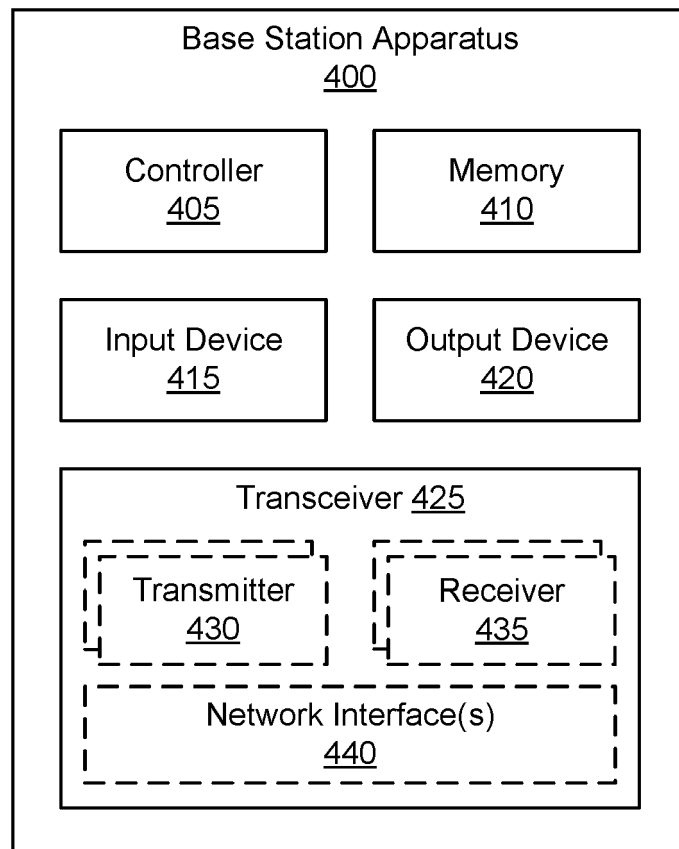 Base Station Apparatus
400
Controller
405
Memory
410
Input Device
415
Output Device
420
Transceiver 425
Transmitter
430
Receiver
435
Network Interface(s)
440